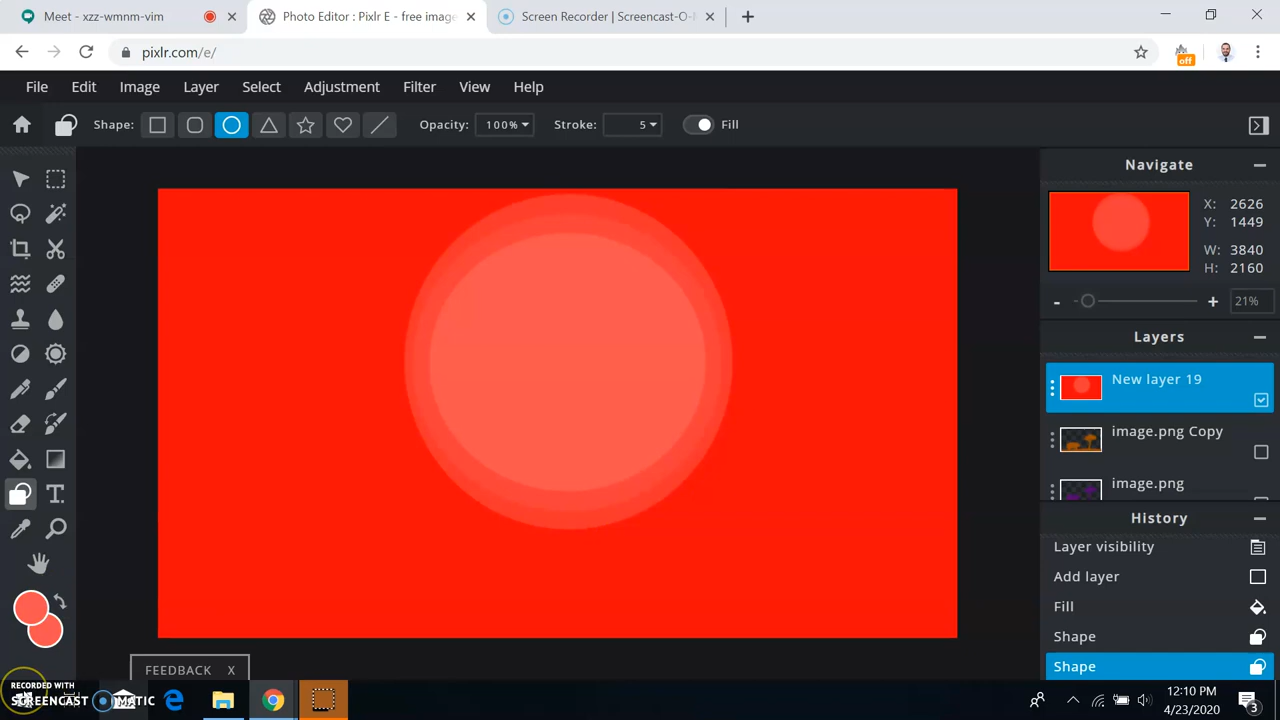 Meet - xzz-wmnm-vim
Photo Editor : Pixlr E - free image
Screen Recorder | Screencast-O-
pixlr.com/e/
off
File Edit Image Layer Select Adjustment Filter View Help
Shape: Opacity: 100% Stroke: 5 Fill
Navigate
X: 2626
Y: 1449
W: 3840
H: 2160
21%
Layers
New layer 19
image.png Copy
image.png
History
Layer visibility
Add layer
Fill
Shape
Shape
FEEDBACK X
RECORDED WITH
SCREENCAST MATIC
12:10 PM
4/23/2020
3